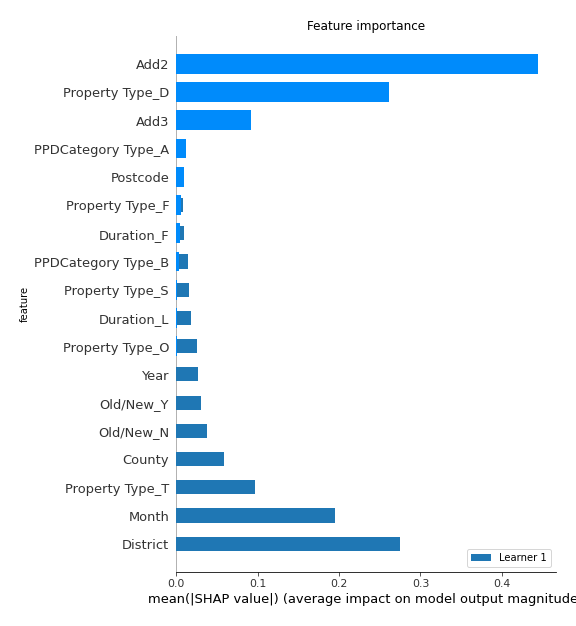 Feature importance
Add2
Property Type_D
Add3
PPDCategory Type_A
Postcode
Property Type_F
Duration_F
PPDCategory Type_B
Property Type_S
Duration_L
Property Type_O
Year
Old/New_Y
Old/New_N
County
Property Type_T
Month
District
feature
Learner 1
0.0 0.1 0.2 0.3 0.4
mean(|SHAP value|) (average impact on model output magnitude